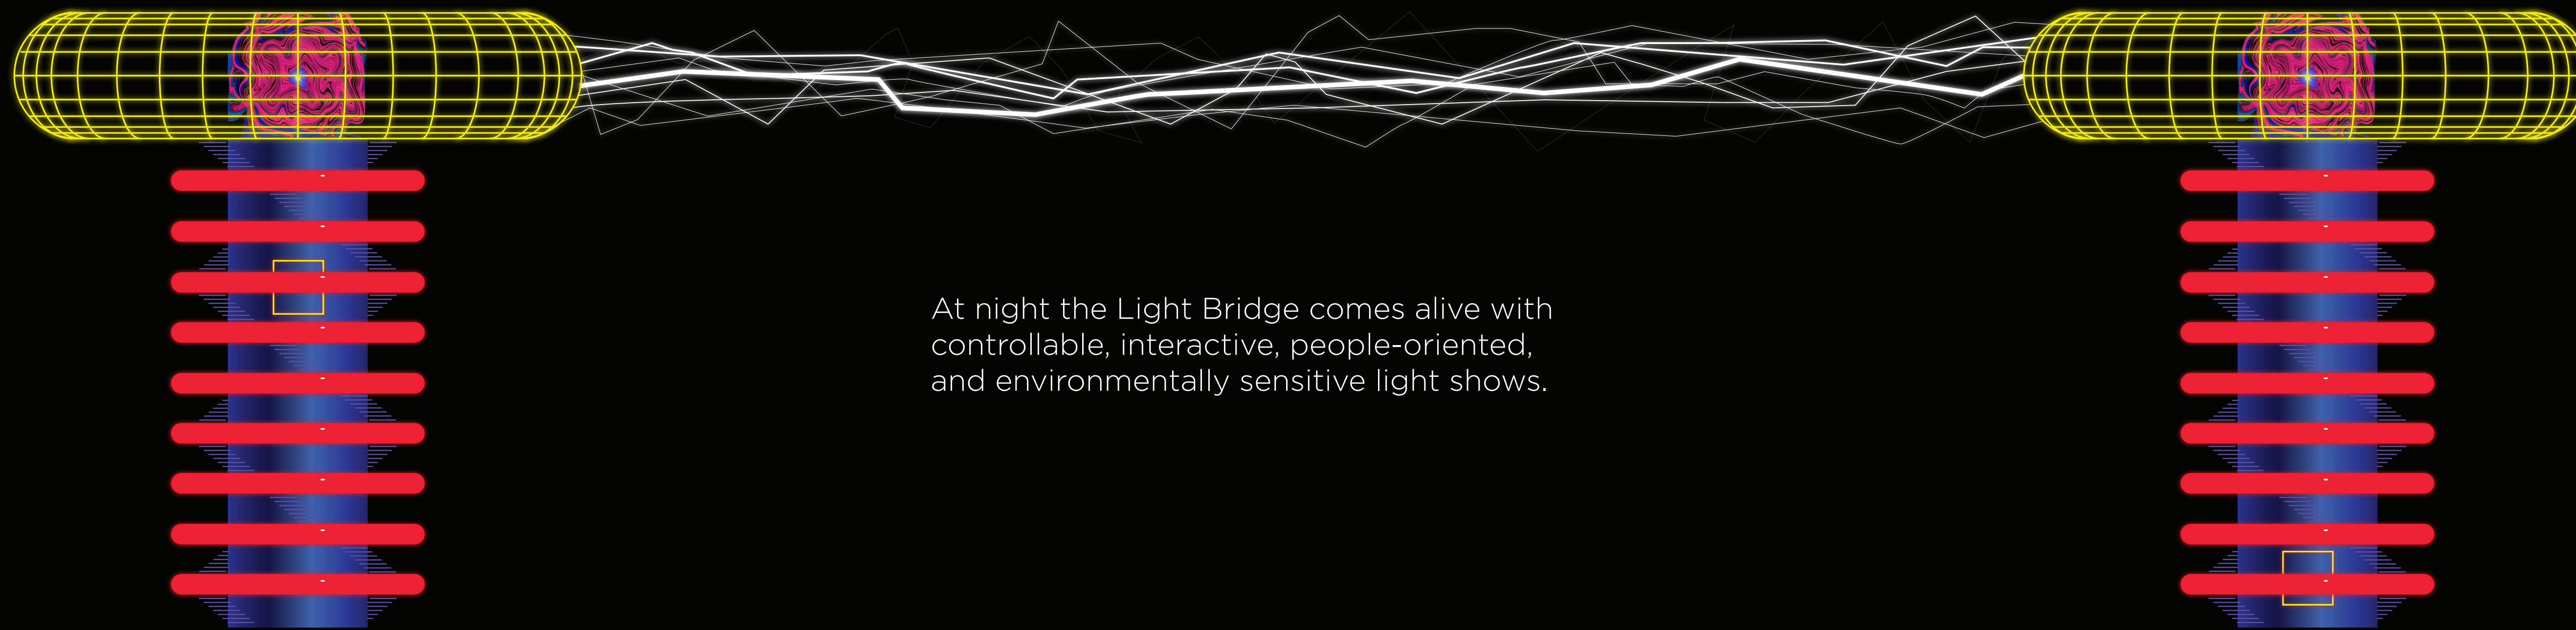 At night the Light Bridge comes alive with
controllable, interactive, people-oriented,
and environmentally sensitive light shows.